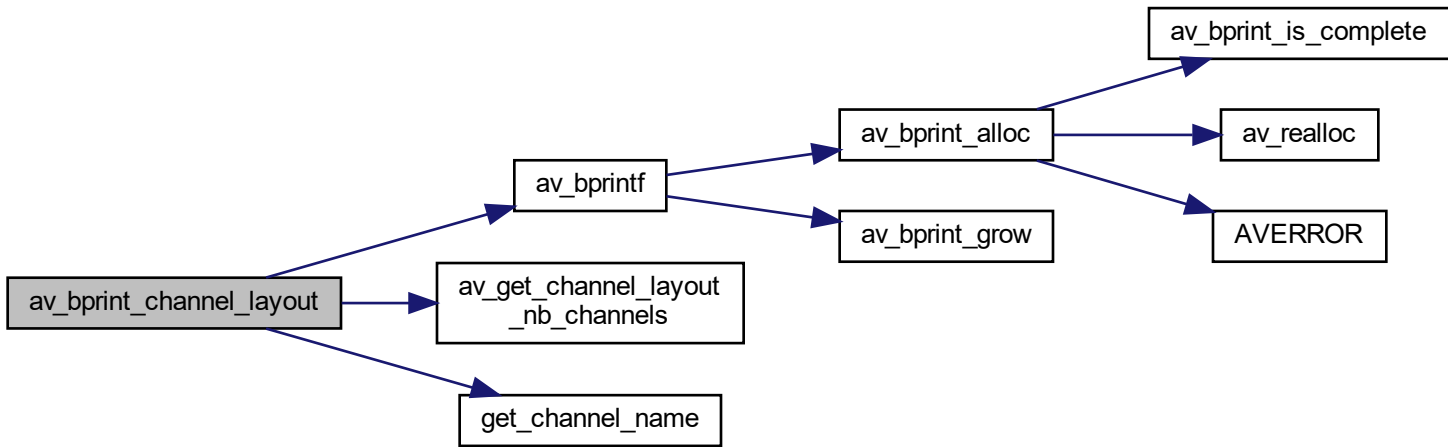 av_bprint_channel_layout
av_bprintf
av_get_channel_layout
_nb_channels
get_channel_name
av_bprint_alloc
av_bprint_grow
av_bprint_is_complete
av_realloc
AVERROR